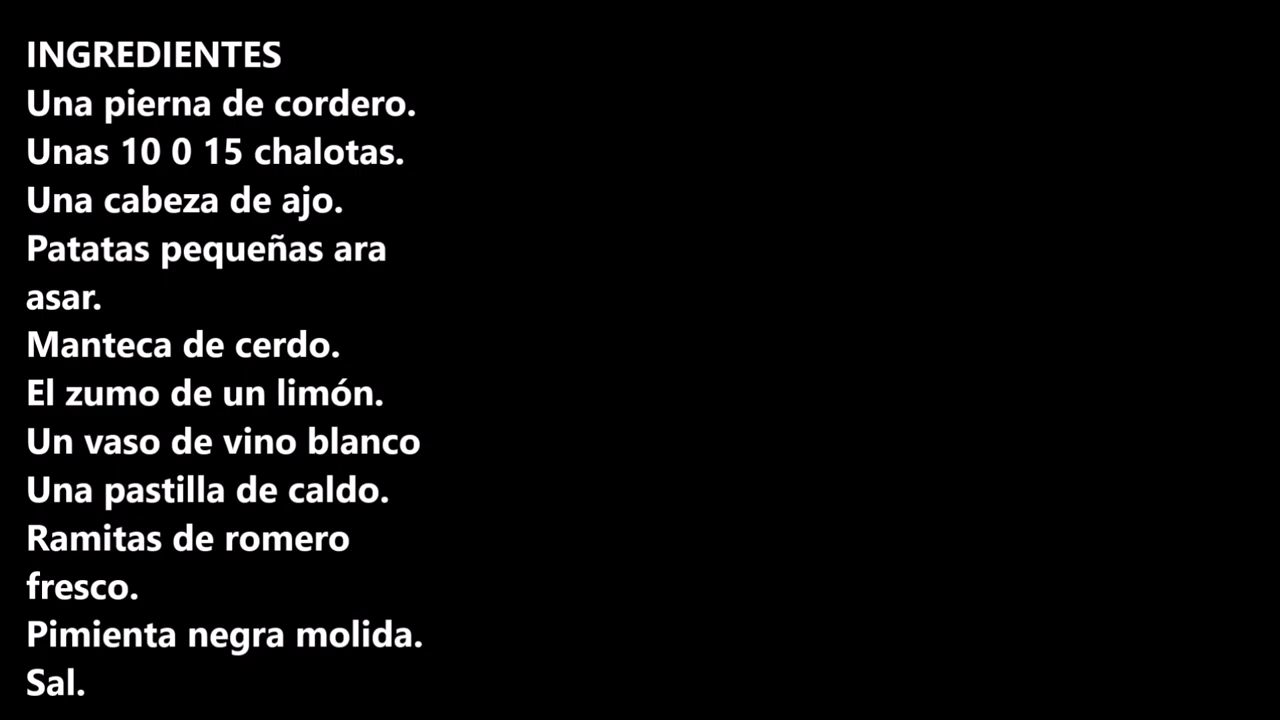 INGREDIENTES
Una pierna de cordero.
Unas 10 0 15 chalotas.
Una cabeza de ajo.
Patatas pequeñas ara
asar.
Manteca de cerdo.
El zumo de un limón.
Un vaso de vino blanco
Una pastilla de caldo.
Ramitas de romero
fresco.
Pimienta negra molida.
Sal.